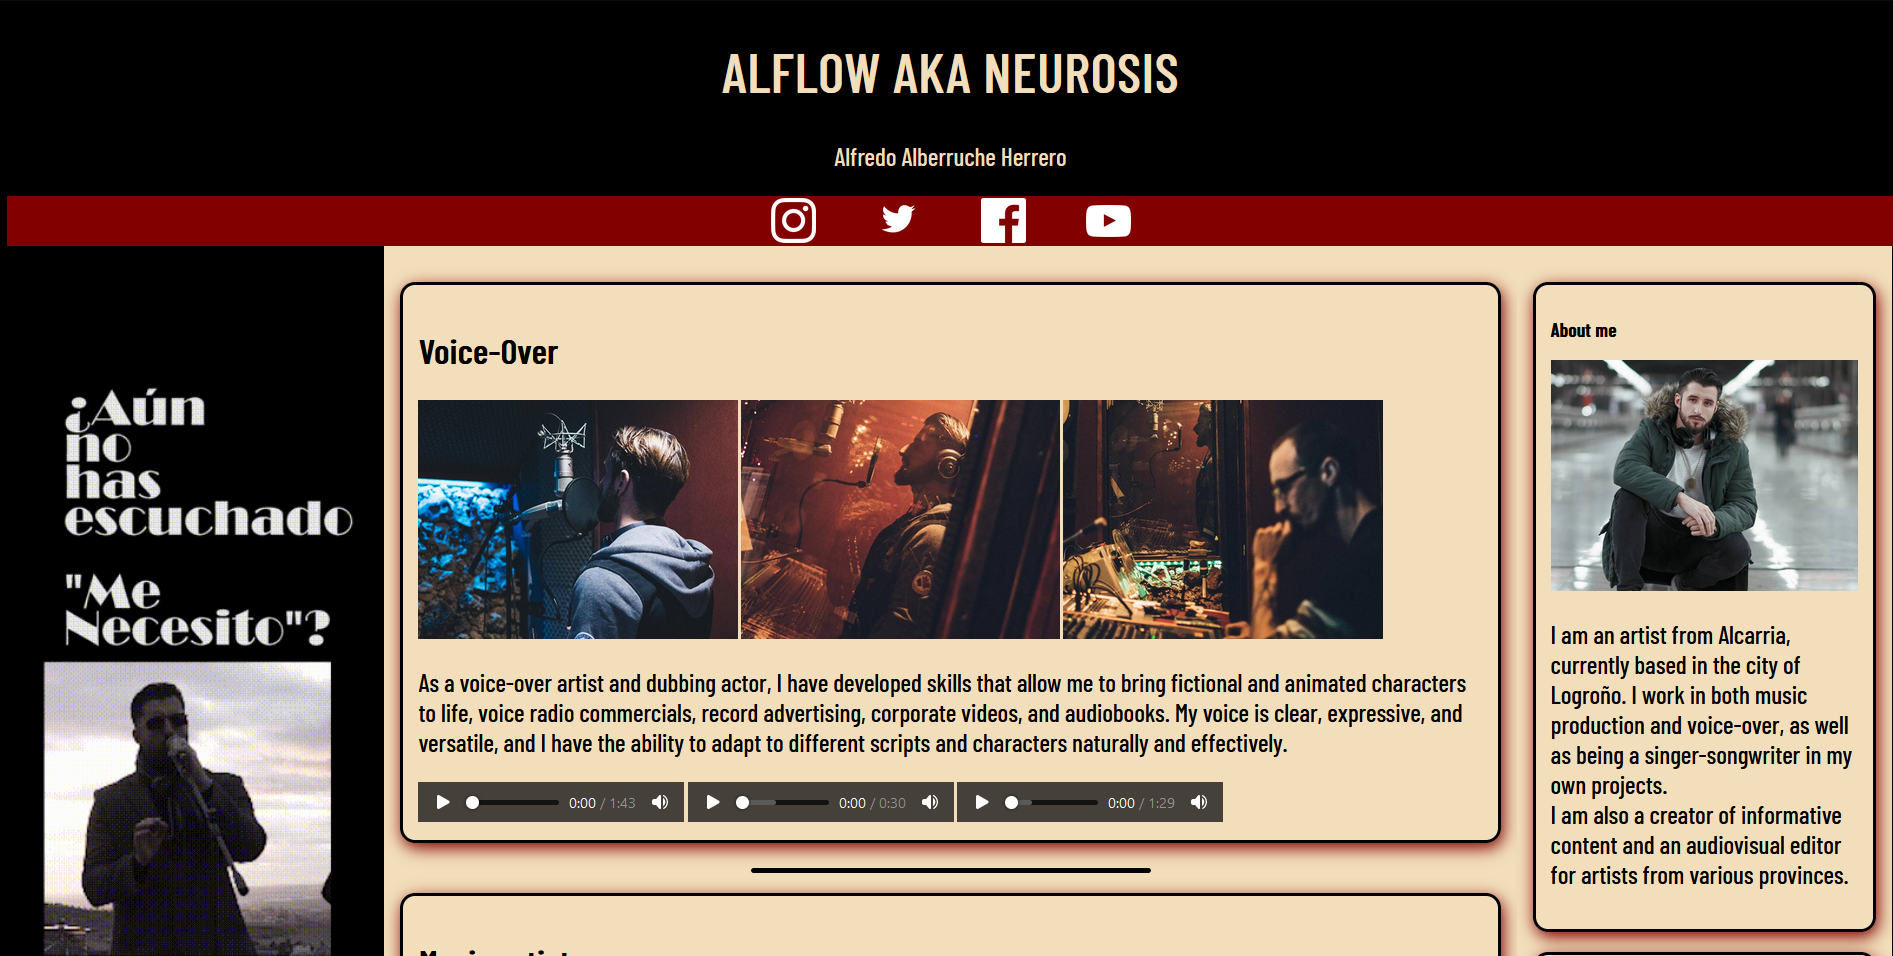 ALFLOW AKA NEUROSIS
Alfredo Alberruche Herrero
¿Aún
no
has
escuchado
"Me
Necesito"?
Voice-Over
As a voice-over artist and dubbing actor, I have developed skills that allow me to bring fictional and animated characters
to life, voice radio commercials, record advertising, corporate videos, and audiobooks. My voice is clear, expressive, and
versatile, and I have the ability to adapt to different scripts and characters naturally and effectively.
0:00 / 1:43
0:00 / 0:30
0:00 / 1:29
About me
I am an artist from Alcarria,
currently based in the city of
Logroño. I work in both music
production and voice-over, as well
as being a singer-songwriter in my
own projects.
I am also a creator of informative
content and an audiovisual editor
for artists from various provinces.